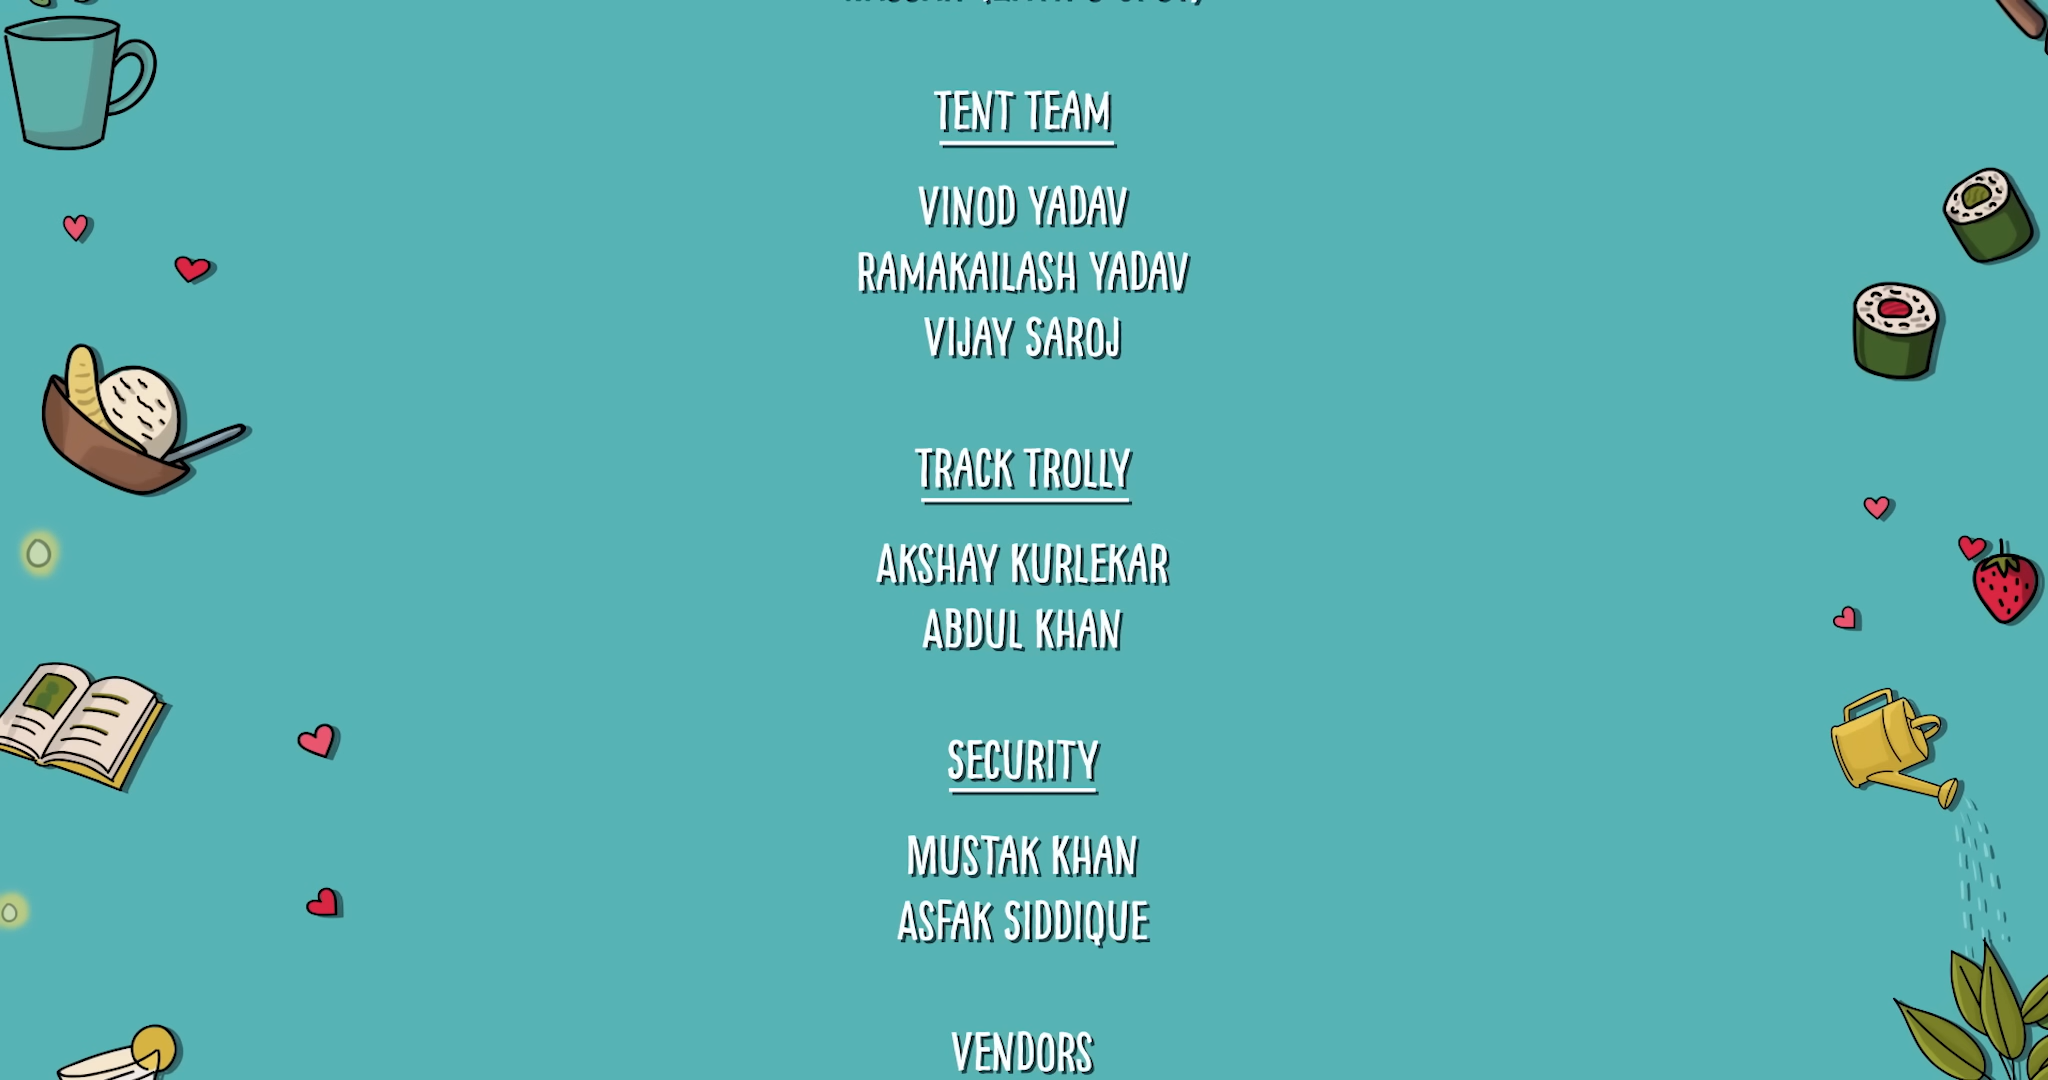 TENT TEAM
VINOD YADAV
RAMAKAILASH YADAV
VIJAY SAROJ
TRACK TROLLY
AKSHAY KURLEKAR
ABDUL KHAN
SECURITY
MUSTAK KHAN
ASFAK SIDDIQUE
VENDORS